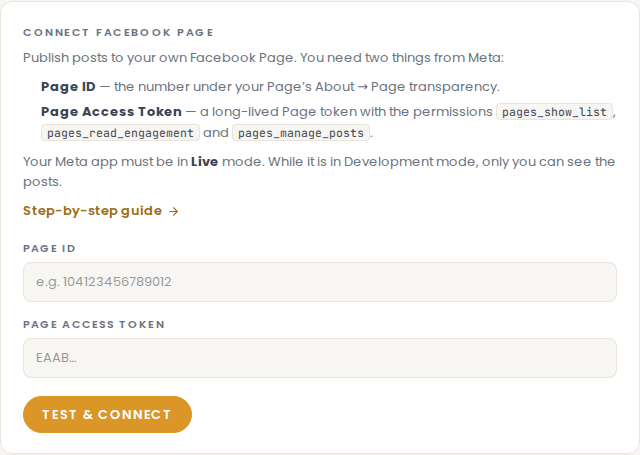 CONNECT FACEBOOK PAGE
Publish posts to your own Facebook Page. You need two things from Meta:
Page ID — the number under your Page’s About → Page transparency.
Page Access Token — a long-lived Page token with the permissions pages_show_list,
pages_read_engagement and pages_manage_posts.
Your Meta app must be in Live mode. While it is in Development mode, only you can see the
posts.
Step-by-step guide →
PAGE ID
e.g. 104123456789012
PAGE ACCESS TOKEN
EAAB…
TEST & CONNECT